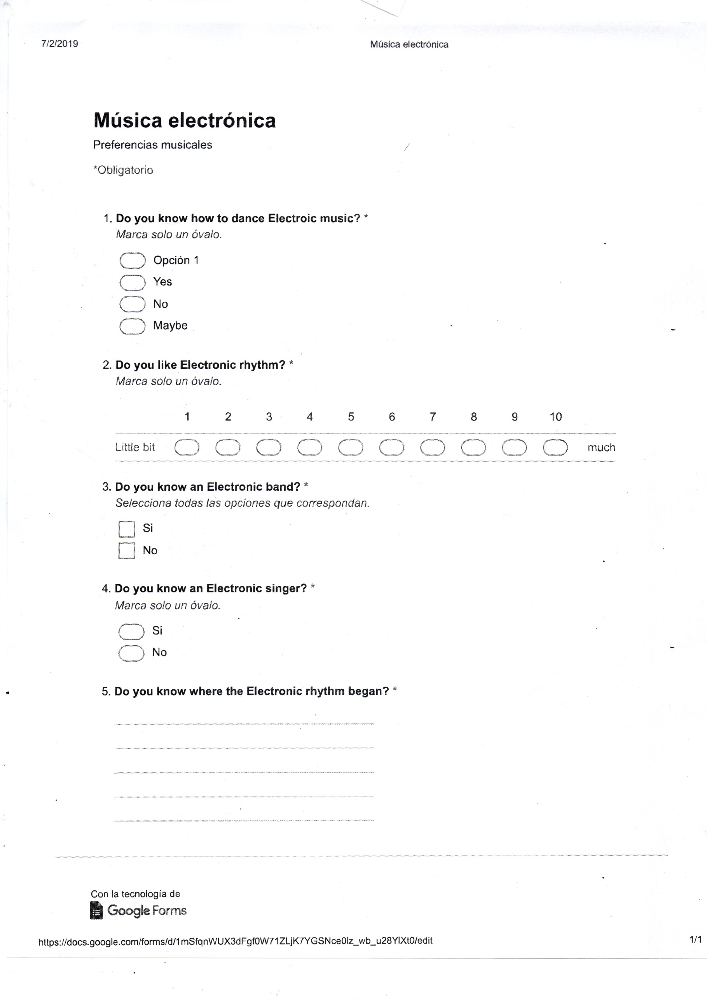 7/2/2019 Música electrónica
Música electrónica
Preferencias musicales
*Obligatorio
1. Do you know how to dance Electroic music? *
Marca solo un óvalo.
Opción 1
Yes
No
Maybe
2. Do you like Electronic rhythm? *
Marca solo un óvalo.
1 2 3 4 5 6 7 8 9 10
Little bit much
3. Do you know an Electronic band? *
Selecciona todas las opciones que correspondan.
Si
No
4. Do you know an Electronic singer? *
Marca solo un óvalo.
Si
No
5. Do you know where the Electronic rhythm began? *
Con la tecnología de
Google Forms
https://docs.google.com/forms/d/1mSfqnWUX3dFgf0W71ZLjK7YGSNce0lz_wb_u28YlXt0/edit 1/1